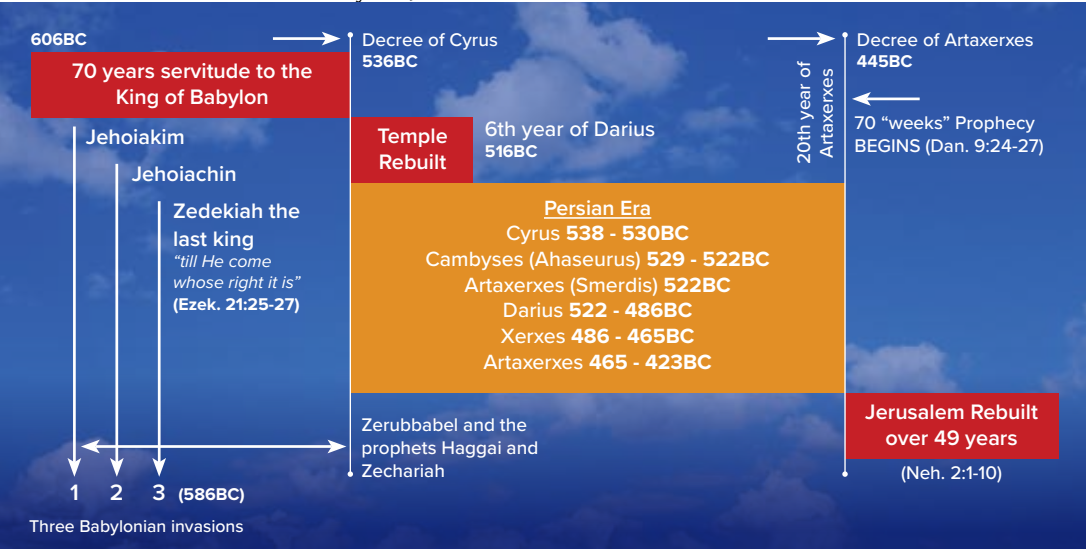 606BC
70 years servitude to the
King of Babylon
Jehoiakim
Jehoiachin
Zedekiah the
last king
“till He come
whose right it is”
(Ezek. 21:25-27)
1 2 3 (586BC)
Three Babylonian invasions
Decree of Cyrus
536BC
Temple
Rebuilt
6th year of Darius
516BC
Persian Era
Cyrus 538 - 530BC
Cambyses (Ahaseurus) 529 - 522BC
Artaxerxes (Smerdis) 522BC
Darius 522 - 486BC
Xerxes 486 - 465BC
Artaxerxes 465 - 423BC
Zerubbabel and the
prophets Haggai and
Zechariah
20th year of
Artaxerxes
Decree of Artaxerxes
445BC
70 “weeks” Prophecy
BEGINS (Dan. 9:24-27)
Jerusalem Rebuilt
over 49 years
(Neh. 2:1-10)